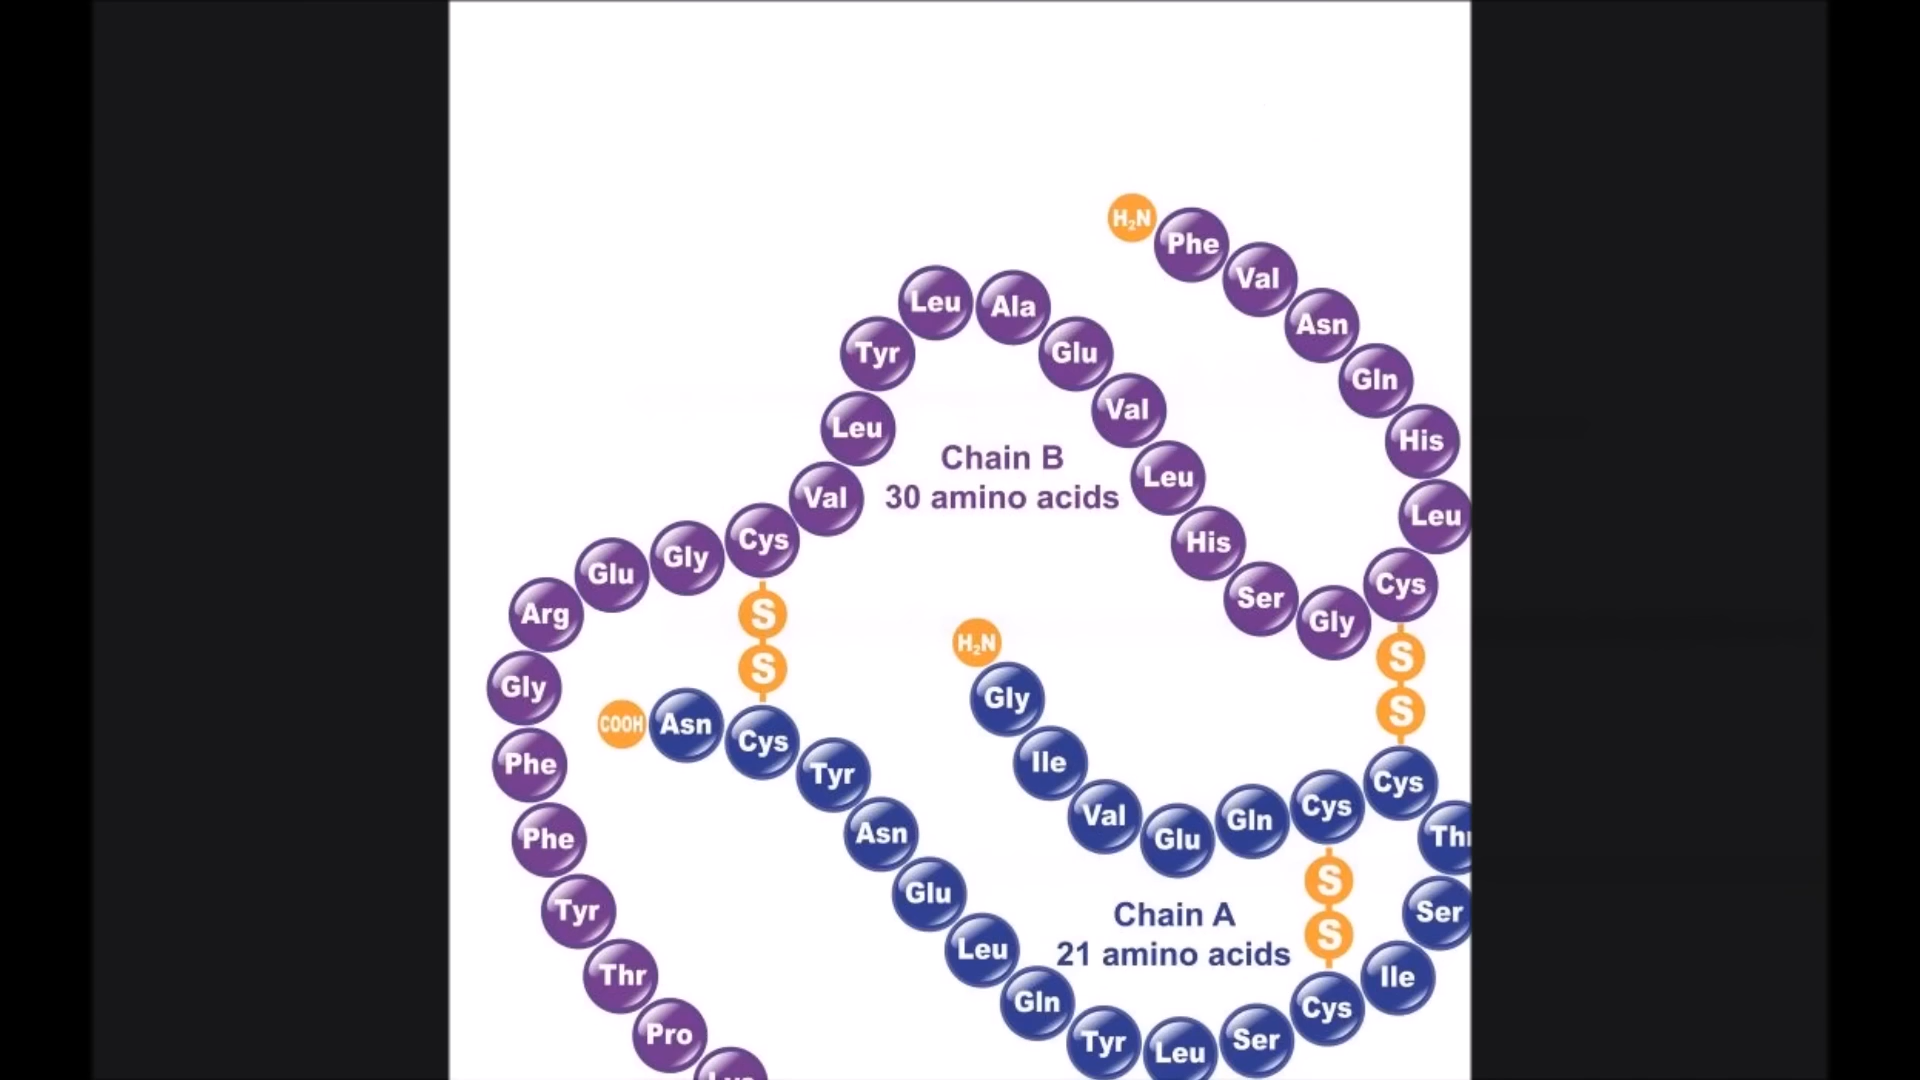 H₂N
Phe
Val
Asn
Gln
His
Leu
Cys
Gly
Ser
His
Leu
Val
Glu
Ala
Leu
Tyr
Leu
Val
Cys
Gly
Glu
Arg
Gly
Phe
Phe
Tyr
Thr
Pro
Chain B
30 amino acids
S
S
S
S
H₂N
Gly
Ile
Val
Glu
Gln
Cys
Cys
Thr
Ser
Ile
Cys
Ser
Leu
Tyr
Gln
Leu
Glu
Asn
Tyr
Cys
Asn
COOH
S
S
Chain A
21 amino acids